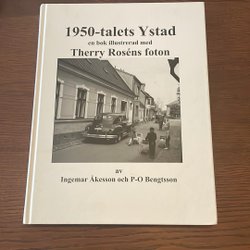 1950-talets Ystad
en bok illustrerad med
Therry Roséns foton
av
Ingemar Åkesson och P-O Bengtsson